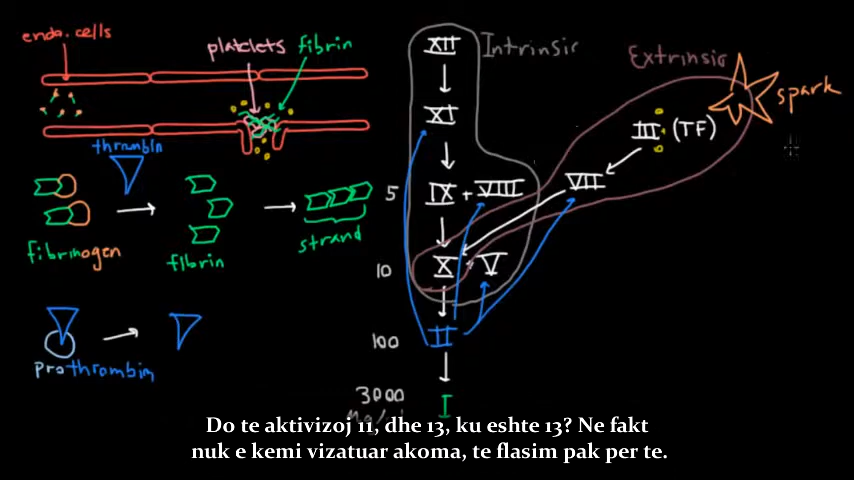 endo. cells
platelets
fibrin
thrombin
fibrinogen
fibrin
strand
prothrombin
XII
Intrinsic
XI
5
IX + VIII
10
X + V
100
II
3000
I
Extrinsic
spark
III (TF)
VII
Do te aktivizoj 11, dhe 13, ku eshte 13? Ne fakt
nuk e kemi vizatuar akoma, te flasim pak per te.